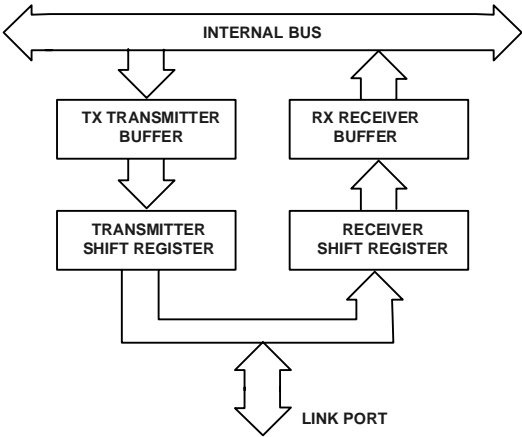 INTERNAL BUS
TX TRANSMITTER
BUFFER
RX RECEIVER
BUFFER
TRANSMITTER
SHIFT REGISTER
RECEIVER
SHIFT REGISTER
LINK PORT